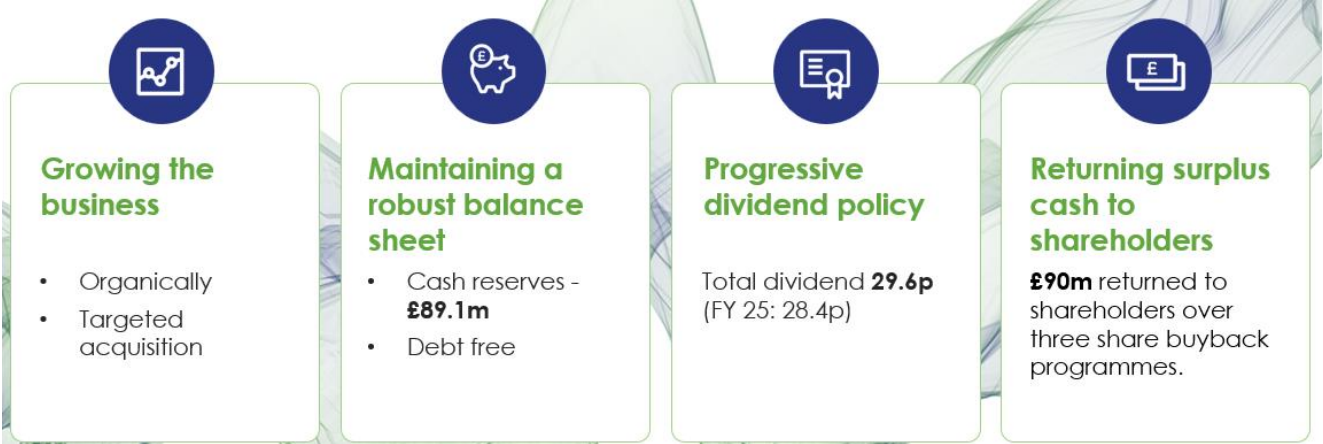 £
£
Growing the
business
• Organically
• Targeted
acquisition
Maintaining a
robust balance
sheet
• Cash reserves -
£89.1m
• Debt free
Progressive
dividend policy
Total dividend 29.6p
(FY 25: 28.4p)
Returning surplus
cash to
shareholders
£90m returned to
shareholders over
three share buyback
programmes.